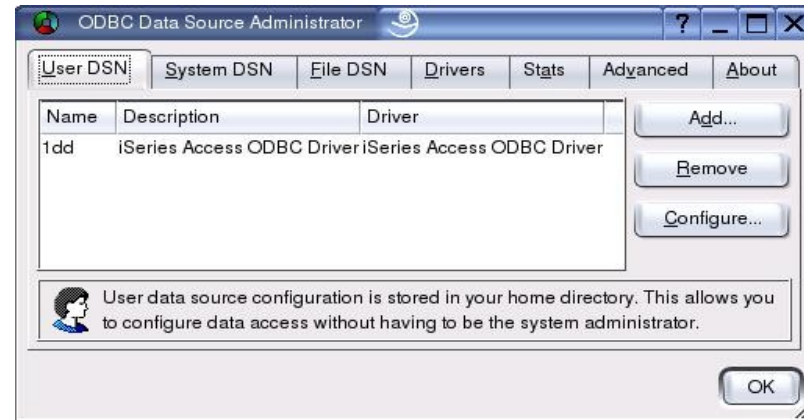 ODBC Data Source Administrator
User DSN System DSN File DSN Drivers Stats Advanced About
Name Description Driver
1dd iSeries Access ODBC Driver iSeries Access ODBC Driver
Add...
Remove
Configure...
User data source configuration is stored in your home directory. This allows you
to configure data access without having to be the system administrator.
OK